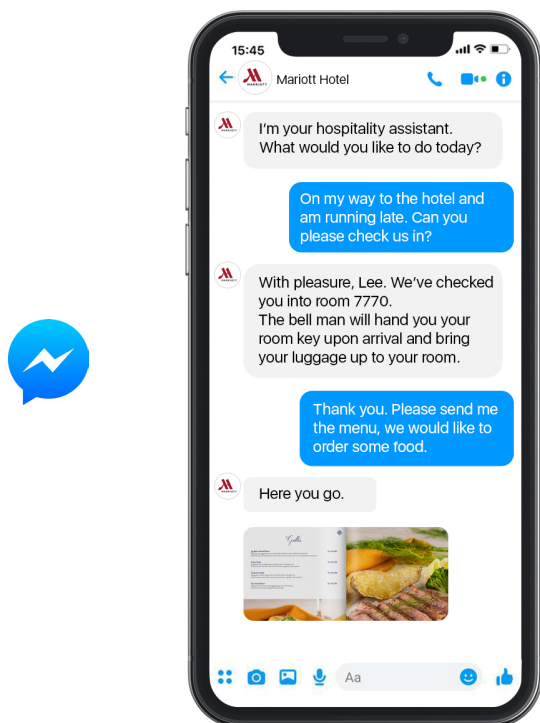 15:45
MARRIOTT
Mariott Hotel
MARRIOTT
I'm your hospitality assistant.
What would you like to do today?
On my way to the hotel and
am running late. Can you
please check us in?
MARRIOTT
With pleasure, Lee. We've checked
you into room 7770.
The bell man will hand you your
room key upon arrival and bring
your luggage up to your room.
Thank you. Please send me
the menu, we would like to
order some food.
MARRIOTT
Here you go.
Aa